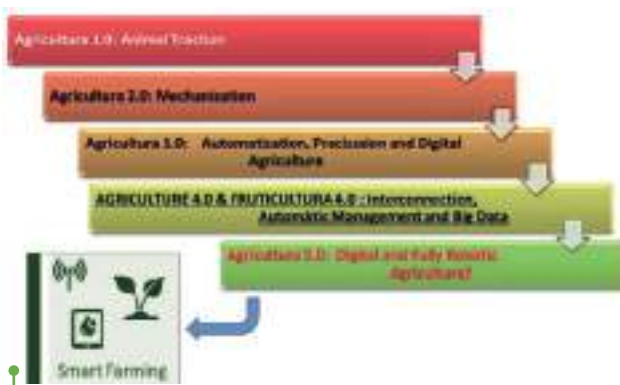 Agricultura 1.0: Animal Traction
Agricultura 2.0: Mechanization
Agricultura 3.0: Automatization, Precission and Digital
Agriculture
AGRICULTURE 4.0 & FRUTICULTURA 4.0 : Interconnection,
Automatic Management and Big Data
Agricultura 5.0: Digital and Fully Robotic
Agriculture?
Smart Farming